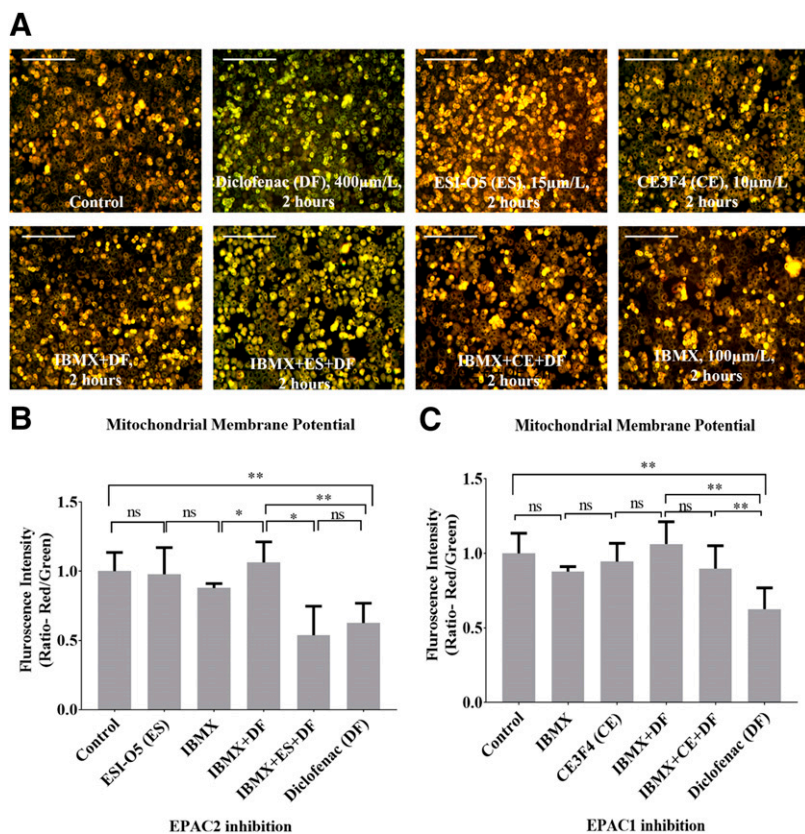 A
Control
Diclofenac (DF), 400µm/L,
2 hours
ESI-O5 (ES), 15µm/L,
2 hours
CE3F4 (CE), 10µm/L
2 hours
IBMX+DF,
2 hours
IBMX+ES+DF
2 hours
IBMX+CE+DF
2 hours
IBMX, 100µm/L,
2 hours
B
Mitochondrial Membrane Potential
**
**
ns
ns
*
*
ns
1.5
1.0
0.5
0.0
Fluroscence Intensity
(Ratio- Red/Green)
Control
ESI-O5 (ES)
IBMX
IBMX+DF
IBMX+ES+DF
Diclofenac (DF)
EPAC2 inhibition
C
Mitochondrial Membrane Potential
**
**
ns
ns
ns
ns
**
1.5
1.0
0.5
0.0
Fluroscence Intensity
(Ratio- Red/Green)
Control
IBMX
CE3F4 (CE)
IBMX+DF
IBMX+CE+DF
Diclofenac (DF)
EPAC1 inhibition